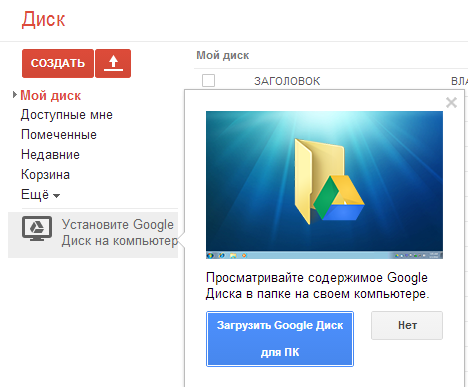 Диск
СОЗДАТЬ
Мой диск
Доступные мне
Помеченные
Недавние
Корзина
Ещё
Установите Google
Диск на компьютер
Мой диск
ЗАГОЛОВОК ВЛА
Просматривайте содержимое Google
Диска в папке на своем компьютере.
Загрузить Google Диск
для ПК
Нет